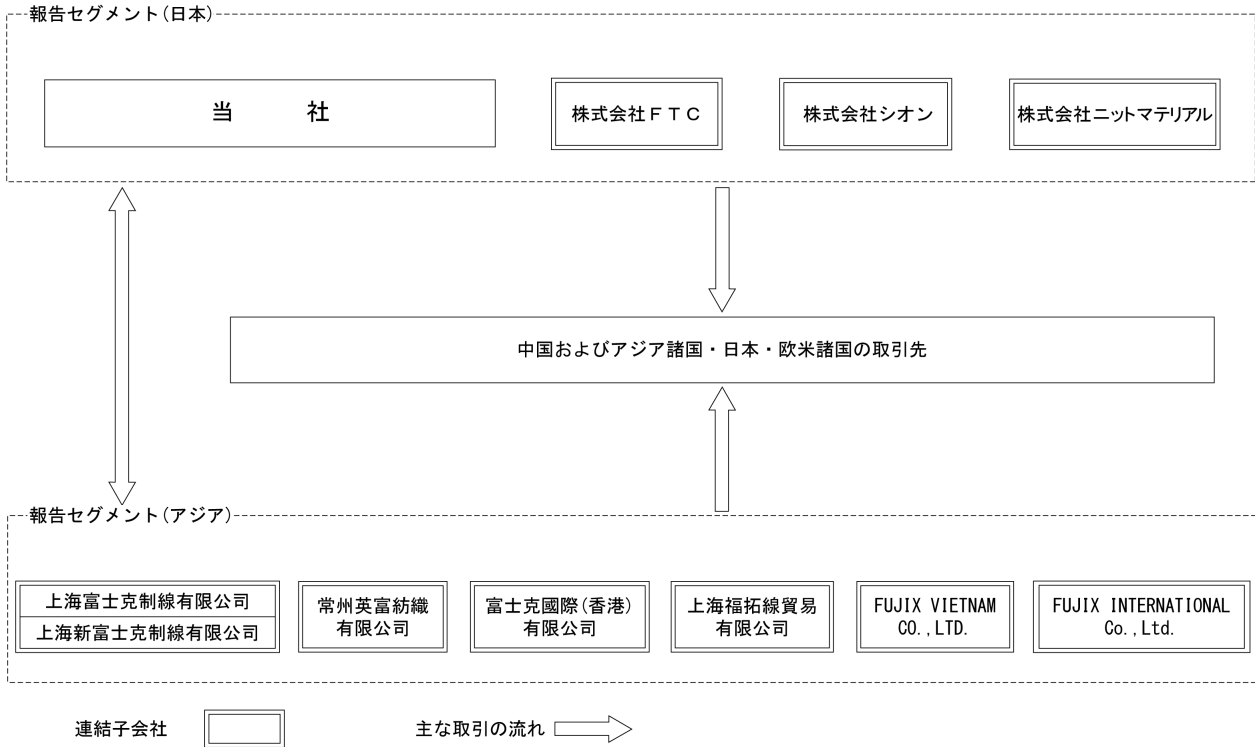 報告セグメント(日本)
当　　社
株式会社ＦＴＣ
株式会社シオン
株式会社ニットマテリアル
中国およびアジア諸国・日本・欧米諸国の取引先
報告セグメント(アジア)
上海富士克制線有限公司
上海新富士克制線有限公司
常州英富紡織
有限公司
富士克國際(香港)
有限公司
上海福拓線貿易
有限公司
FUJIX VIETNAM
CO.,LTD.
FUJIX INTERNATIONAL
Co.,Ltd.
連結子会社
主な取引の流れ